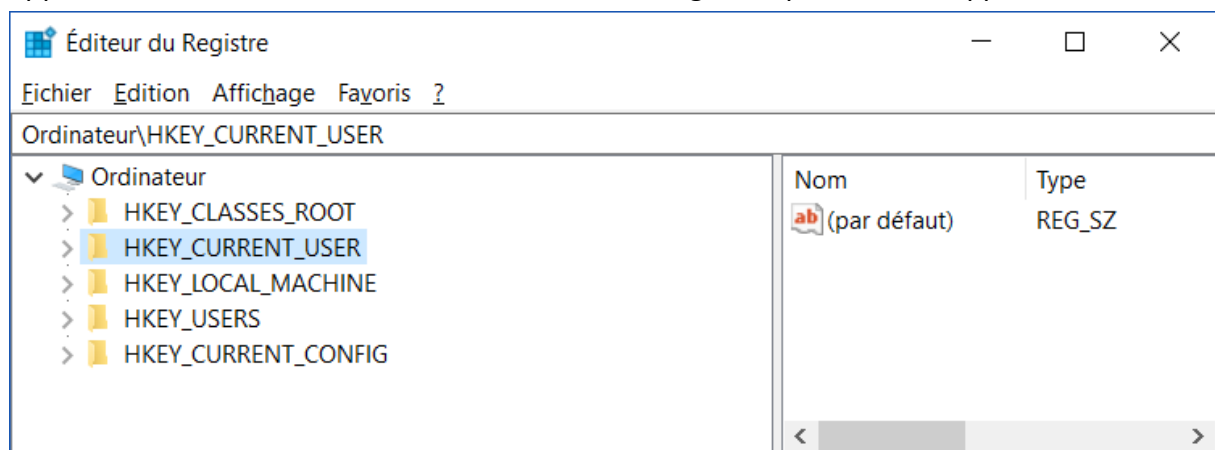 Éditeur du Registre
Fichier Edition Affichage Favoris ?
Ordinateur\HKEY_CURRENT_USER
Ordinateur
HKEY_CLASSES_ROOT
HKEY_CURRENT_USER
HKEY_LOCAL_MACHINE
HKEY_USERS
HKEY_CURRENT_CONFIG
Nom Type
ab (par défaut) REG_SZ